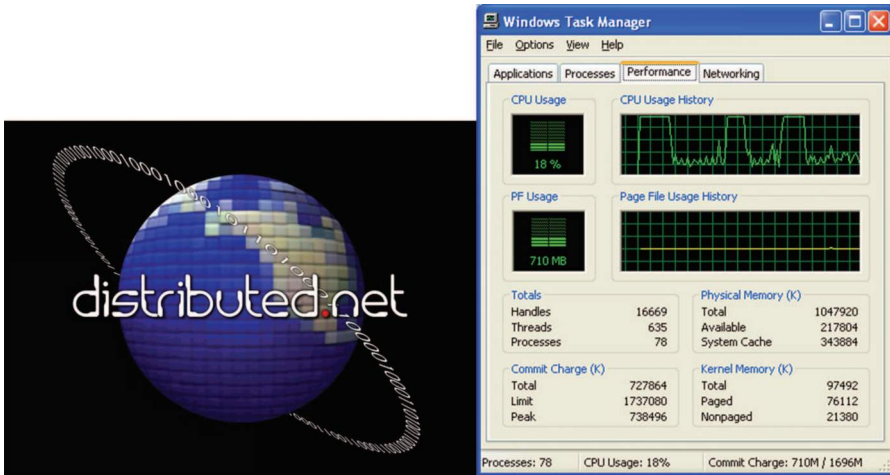 distributed.net
Windows Task Manager
File Options View Help
Applications Processes Performance Networking
CPU Usage CPU Usage History
18 %
PF Usage Page File Usage History
710 MB
Totals
Handles 16669
Threads 635
Processes 78
Physical Memory (K)
Total 1047920
Available 217804
System Cache 343884
Commit Charge (K)
Total 727864
Limit 1737080
Peak 738496
Kernel Memory (K)
Total 97492
Paged 76112
Nonpaged 21380
Processes: 78 CPU Usage: 18% Commit Charge: 710M / 1696M